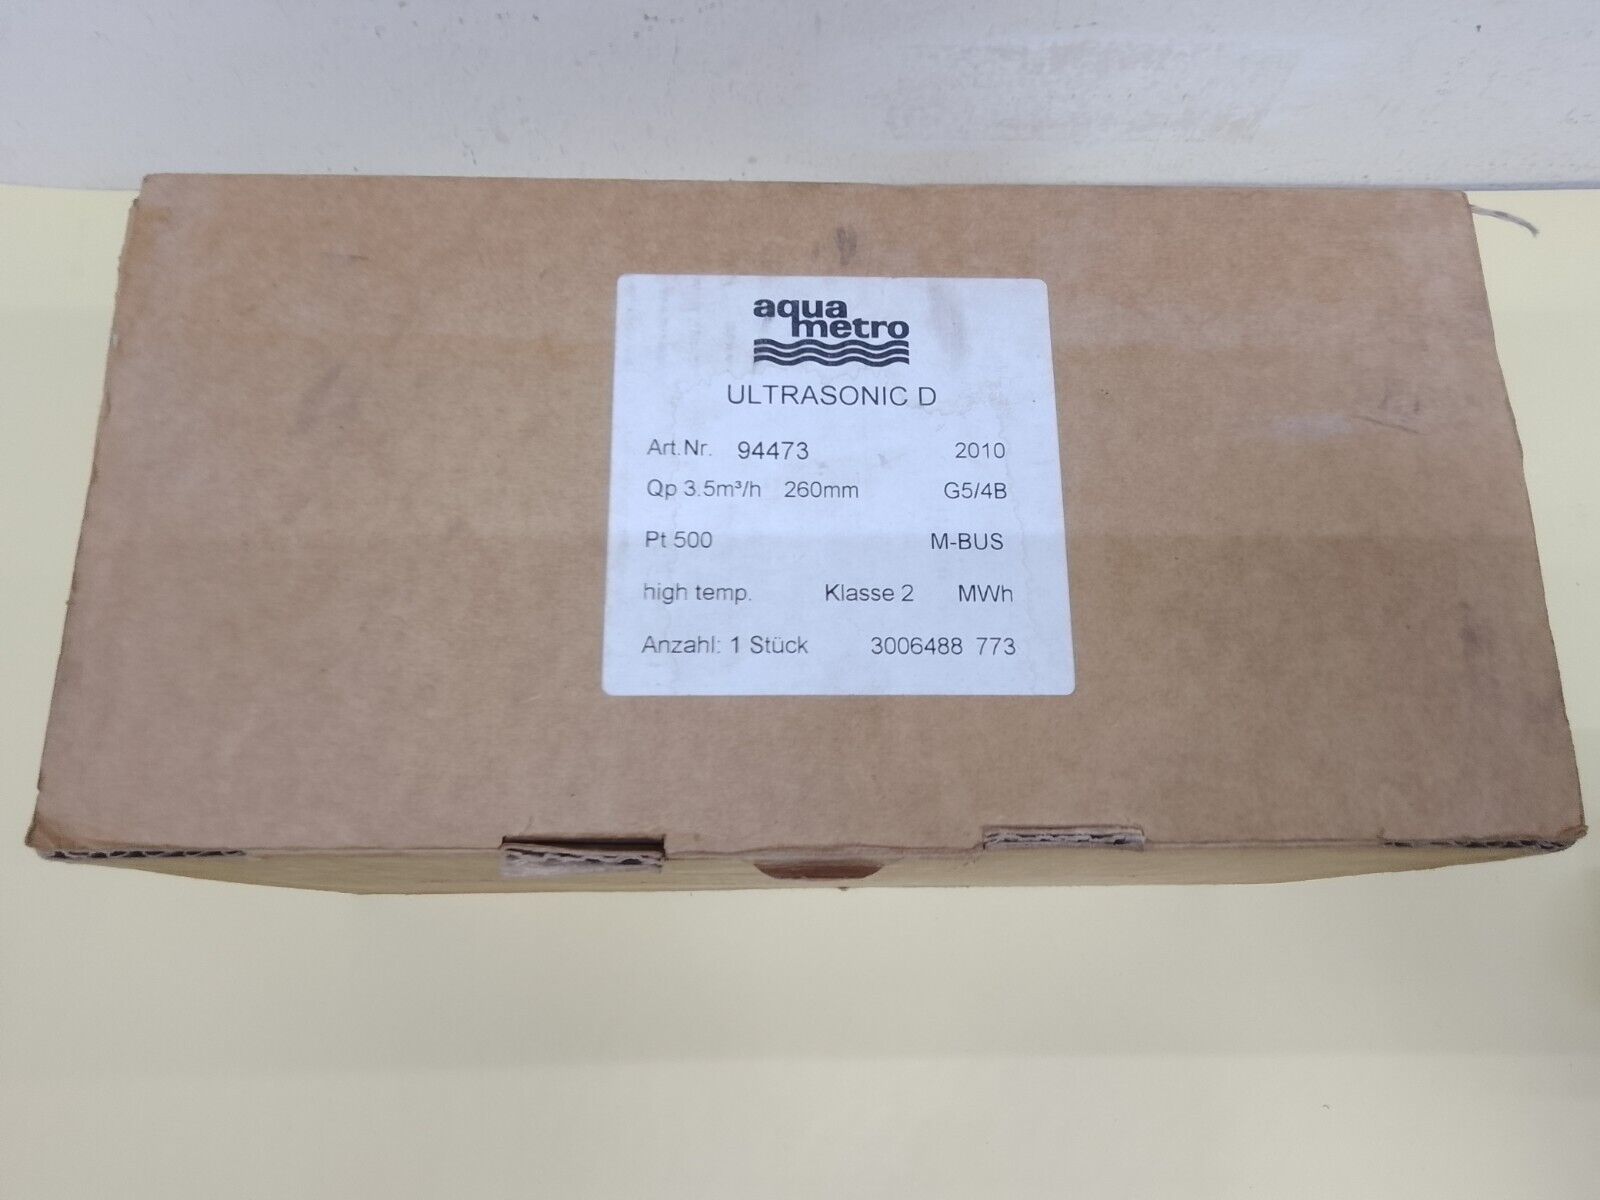 aqua
metro
ULTRASONIC D
Art.Nr. 94473 2010
Qp 3.5m³/h 260mm G5/4B
Pt 500 M-BUS
high temp. Klasse 2 MWh
Anzahl: 1 Stück 3006488 773